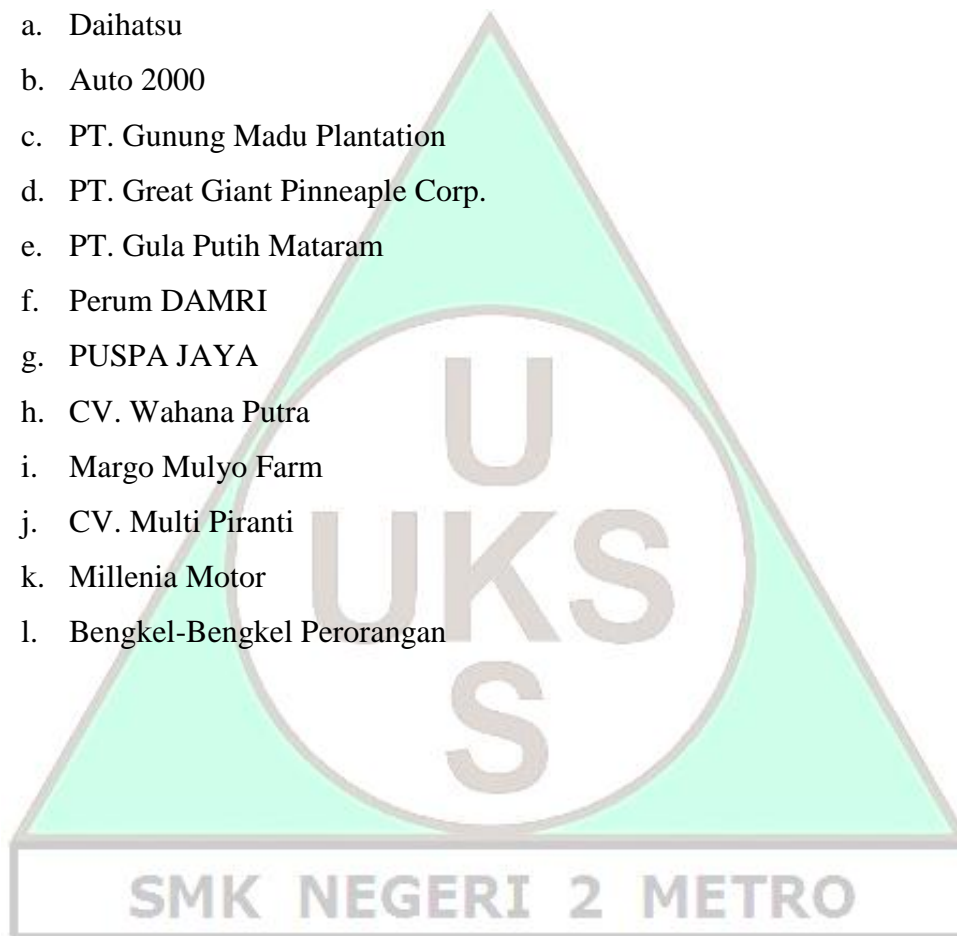 a. Daihatsu
b. Auto 2000
c. PT. Gunung Madu Plantation
d. PT. Great Giant Pinneaple Corp.
e. PT. Gula Putih Mataram
f. Perum DAMRI
g. PUSPA JAYA
h. CV. Wahana Putra
i. Margo Mulyo Farm
j. CV. Multi Piranti
k. Millenia Motor
l. Bengkel-Bengkel Perorangan
U
UKS
S
SMK NEGERI 2 METRO